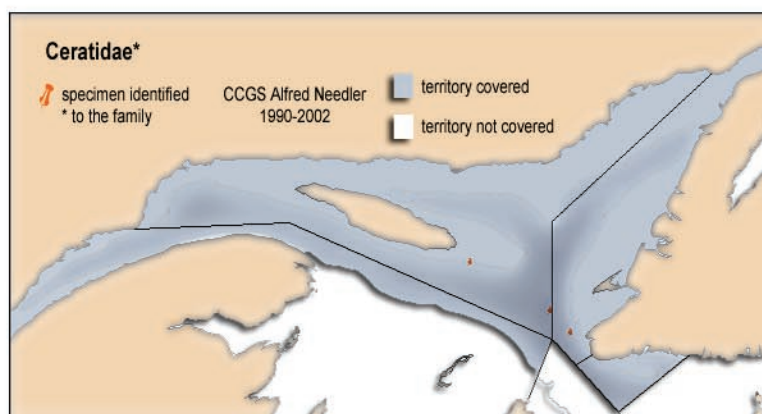 Ceratidae*
specimen identified
* to the family
CCGS Alfred Needler
1990-2002
territory covered
territory not covered